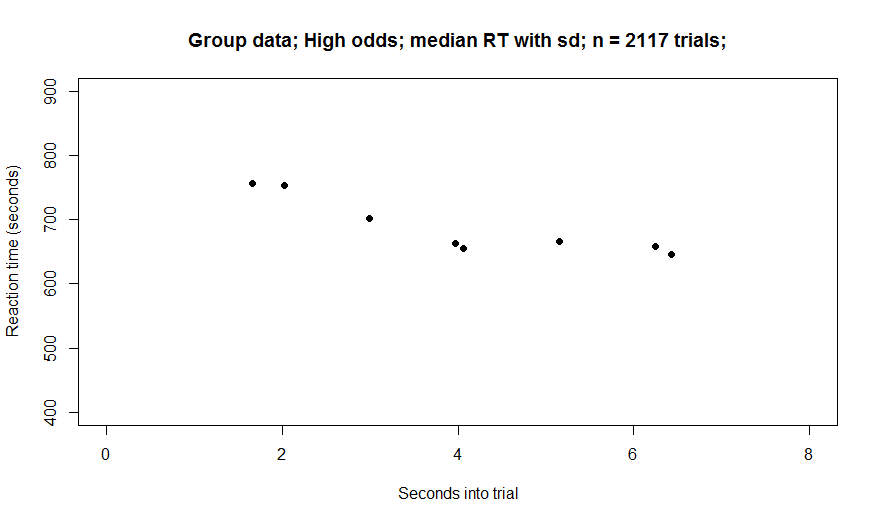 Group data; High odds; median RT with sd; n = 2117 trials;
Reaction time (seconds)
900
800
700
600
500
400
0 2 4 6 8
Seconds into trial